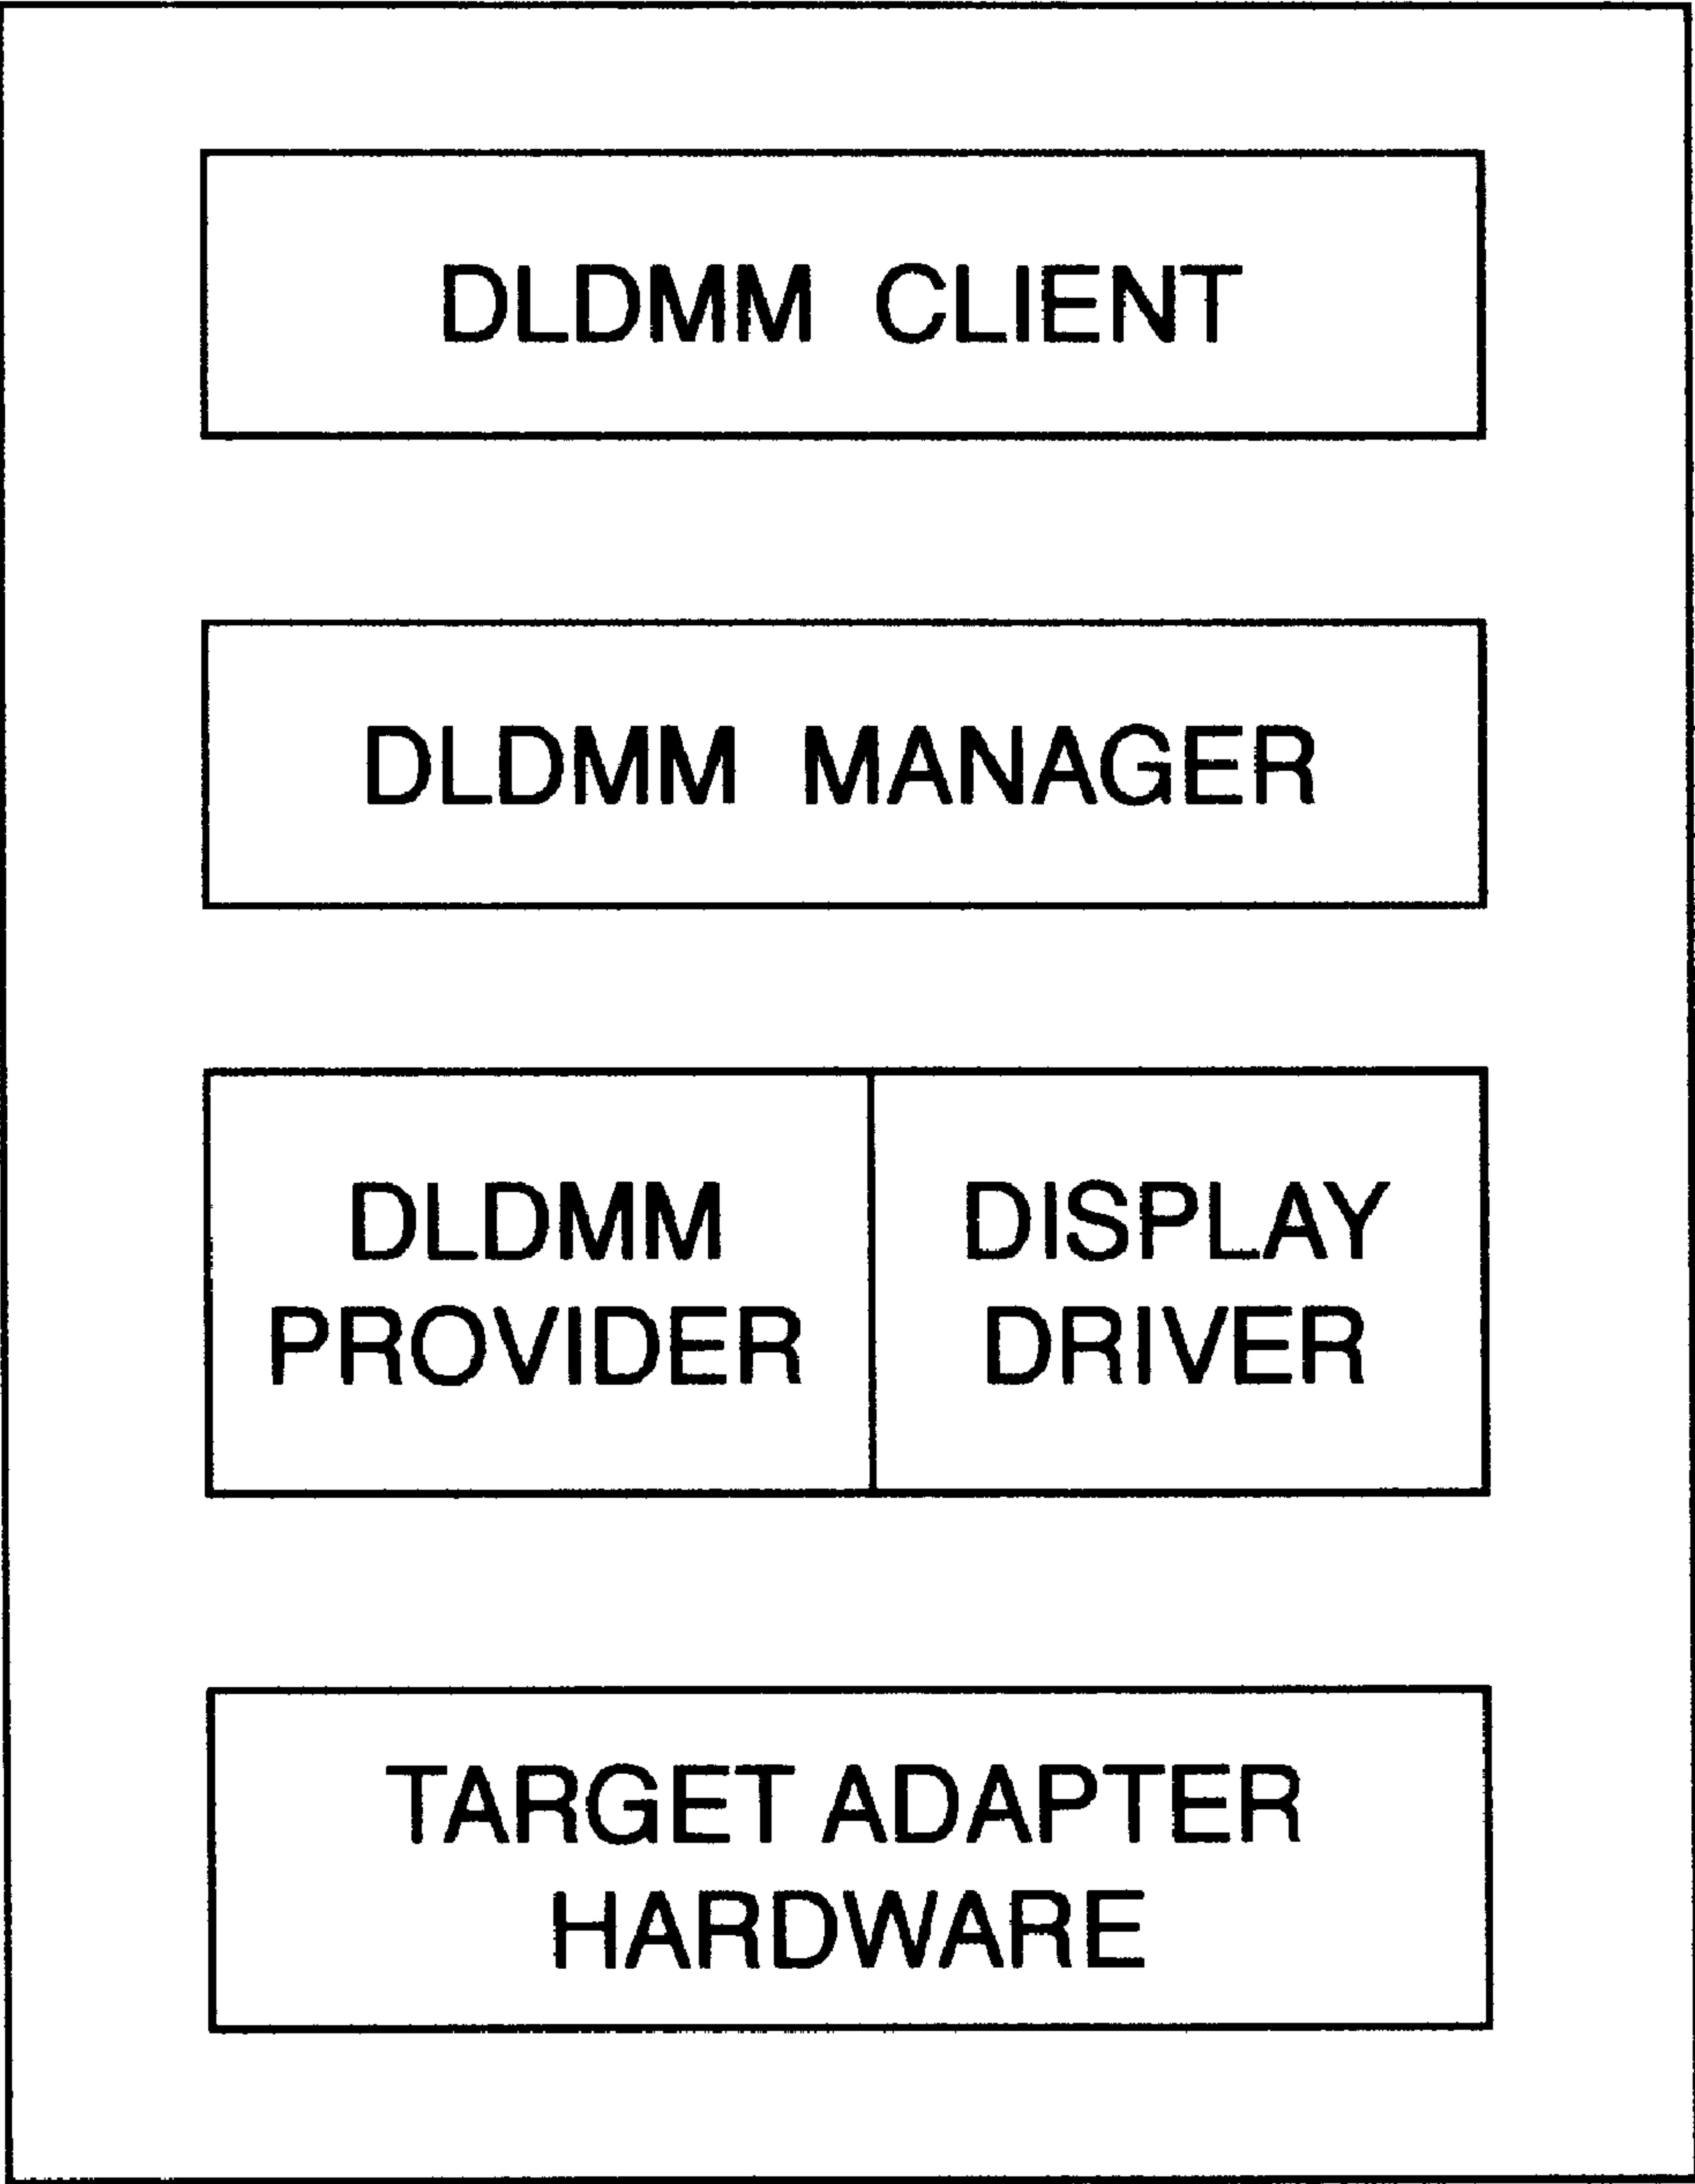 DLDMM CLIENT
DLDMM MANAGER
DLDMM
PROVIDER
DISPLAY
DRIVER
TARGET ADAPTER
HARDWARE